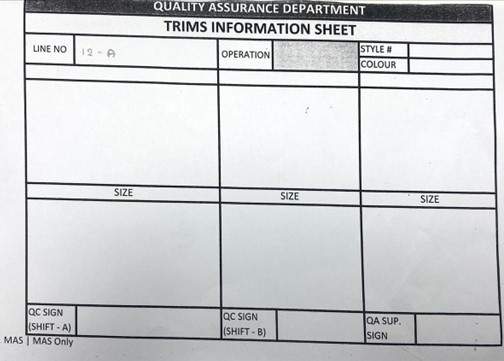 QUALITY ASSURANCE DEPARTMENT
TRIMS INFORMATION SHEET
LINE NO 12 - A OPERATION STYLE #
COLOUR
SIZE SIZE SIZE
QC SIGN (SHIFT - A) QC SIGN (SHIFT - B) QA SUP. SIGN
MAS | MAS Only